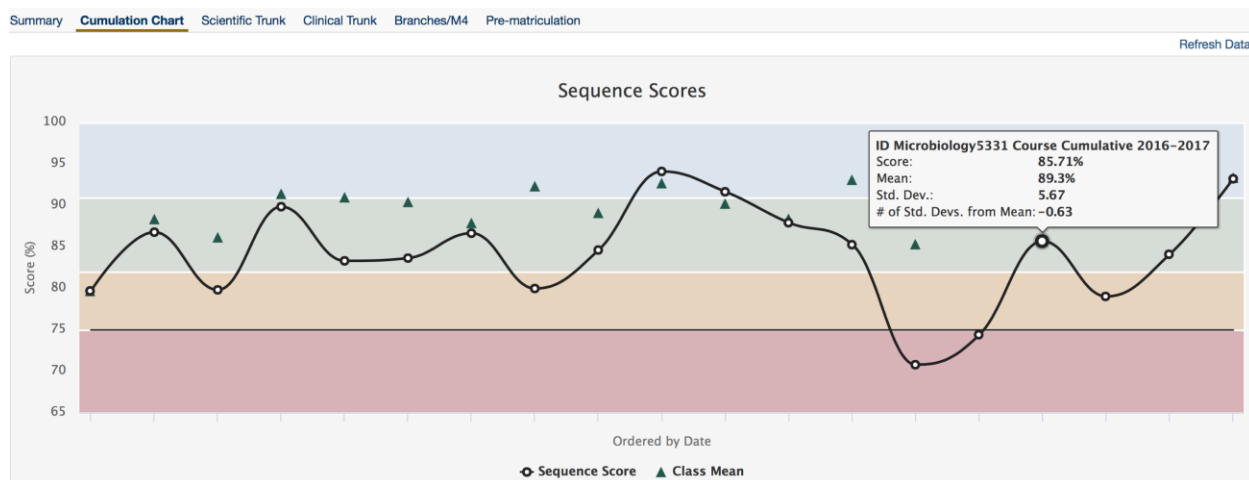 Summary Cumulation Chart Scientific Trunk Clinical Trunk Branches/M4 Pre-matriculation
Refresh Data
Sequence Scores
100
95
90
85
80
75
70
65
Score (%)
ID Microbiology5331 Course Cumulative 2016-2017
Score: 85.71%
Mean: 89.3%
Std. Dev.: 5.67
# of Std. Devs. from Mean: -0.63
Ordered by Date
Sequence Score Class Mean